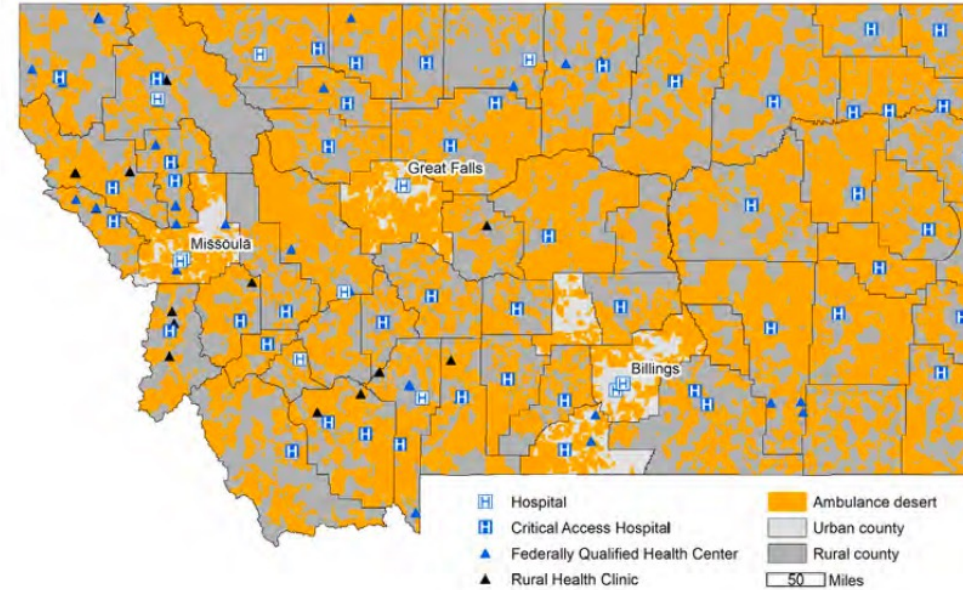 Great Falls
Missoula
Billings
H Hospital
H Critical Access Hospital
Federally Qualified Health Center
Rural Health Clinic
Ambulance desert
Urban county
Rural county
50 Miles